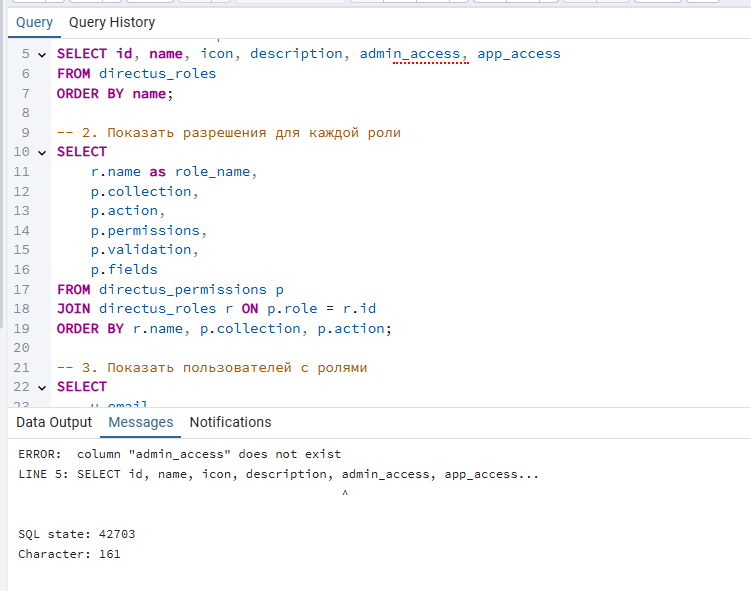 Query Query History
5 SELECT id, name, icon, description, admin_access, app_access
6 FROM directus_roles
7 ORDER BY name;
8
9 -- 2. Показать разрешения для каждой роли
10 SELECT
11 r.name as role_name,
12 p.collection,
13 p.action,
14 p.permissions,
15 p.validation,
16 p.fields
17 FROM directus_permissions p
18 JOIN directus_roles r ON p.role = r.id
19 ORDER BY r.name, p.collection, p.action;
20
21 -- 3. Показать пользователей с ролями
22 SELECT
23 u.email
Data Output Messages Notifications
ERROR:  column "admin_access" does not exist
LINE 5: SELECT id, name, icon, description, admin_access, app_access...
^
SQL state: 42703
Character: 161